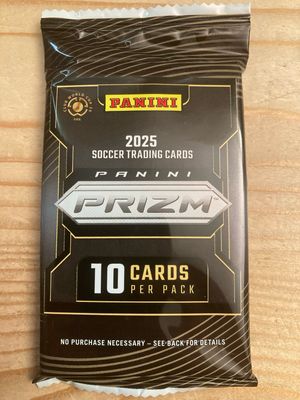 PANINI
2025
SOCCER TRADING CARDS
PANINI
PRIZM
10 CARDS
PER PACK
NO PURCHASE NECESSARY – SEE BACK FOR DETAILS